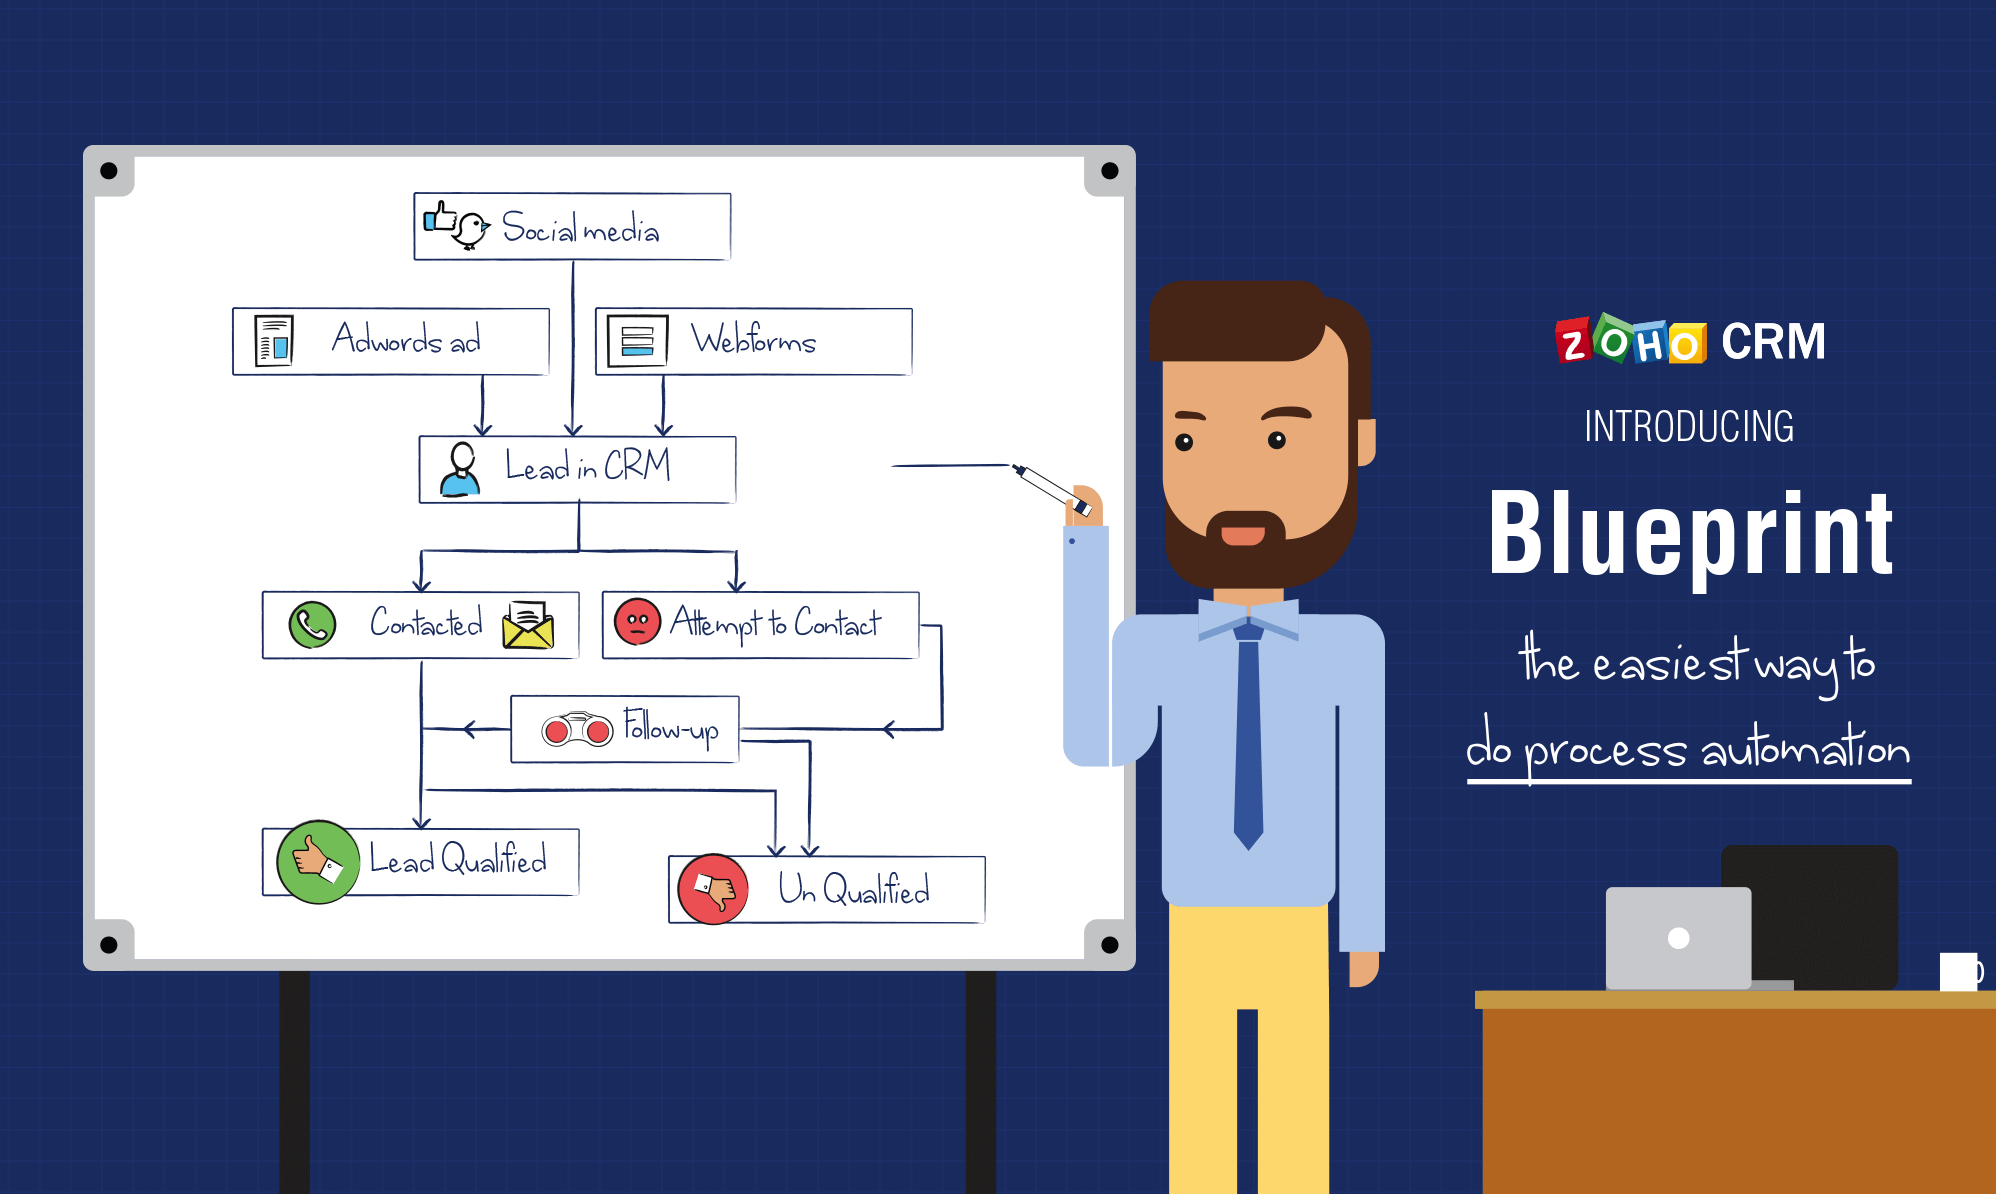 Social media
Adwords ad
Webforms
Lead in CRM
Contacted
Attempt to Contact
Follow-up
Lead Qualified
Un Qualified
ZOHO CRM
INTRODUCING
Blueprint
the easiest way to
do process automation